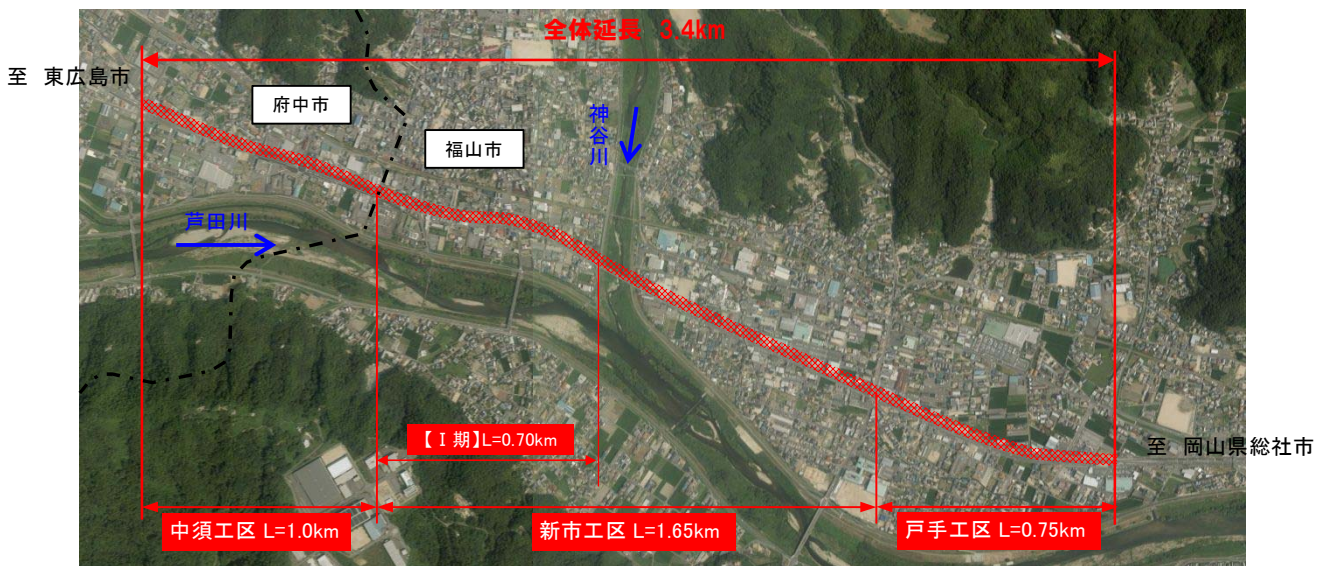 全体延長 3.4km
至 東広島市
府中市
神谷川
福山市
芦田川
【Ⅰ期】L=0.70km
至 岡山県総社市
中須工区 L=1.0km
新市工区 L=1.65km
戸手工区 L=0.75km